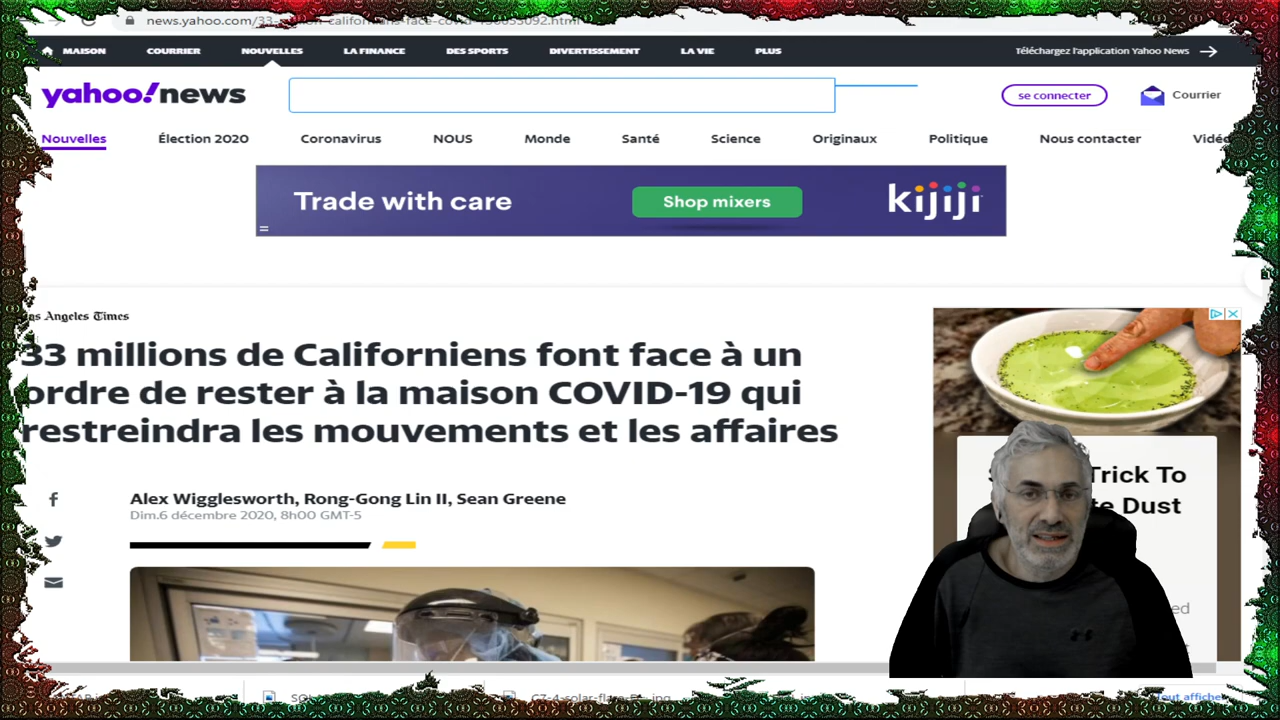 news.yahoo.com/33-
MAISON COURRIER NOUVELLES LA FINANCE DES SPORTS DIVERTISSEMENT LA VIE PLUS Téléchargez l'application Yahoo News
yahoo!news se connecter Courrier
Nouvelles Élection 2020 Coronavirus NOUS Monde Santé Science Originaux Politique Nous contacter Vidéo
Trade with care Shop mixers kijiji
Angeles Times
33 millions de Californiens font face à un
ordre de rester à la maison COVID-19 qui
restreindra les mouvements et les affaires
Trick To
Dust
Alex Wigglesworth, Rong-Gong Lin II, Sean Greene
Dim.6 décembre 2020, 8h00 GMT-5